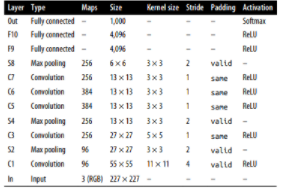 Layer Type Maps Size Kernel size Stride Padding Activation
Out Fully connected – 1,000 – – – Softmax
F10 Fully connected – 4,096 – – – ReLU
F9 Fully connected – 4,096 – – – ReLU
S8 Max pooling 256 6 × 6 3 × 3 2 valid –
C7 Convolution 256 13 × 13 3 × 3 1 same ReLU
C6 Convolution 384 13 × 13 3 × 3 1 same ReLU
C5 Convolution 384 13 × 13 3 × 3 1 same ReLU
S4 Max pooling 256 13 × 13 3 × 3 2 valid –
C3 Convolution 256 27 × 27 5 × 5 1 same ReLU
S2 Max pooling 96 27 × 27 3 × 3 2 valid –
C1 Convolution 96 55 × 55 11 × 11 4 valid ReLU
In Input 3 (RGB) 227 × 227 – – – –